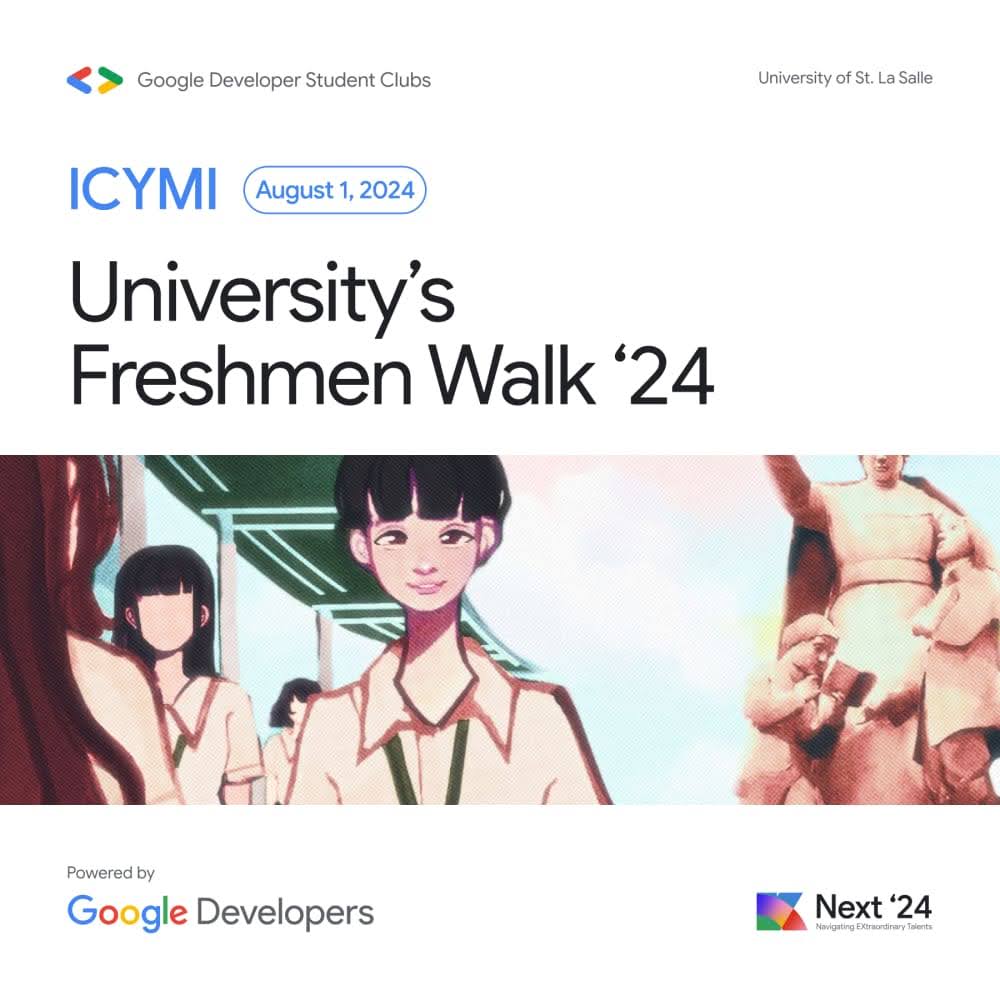 Google Developer Student Clubs
University of St. La Salle
ICYMI
August 1, 2024
University’s
Freshmen Walk ‘24
Powered by
Google Developers
Next ‘24
Navigating EXtraordinary Talents